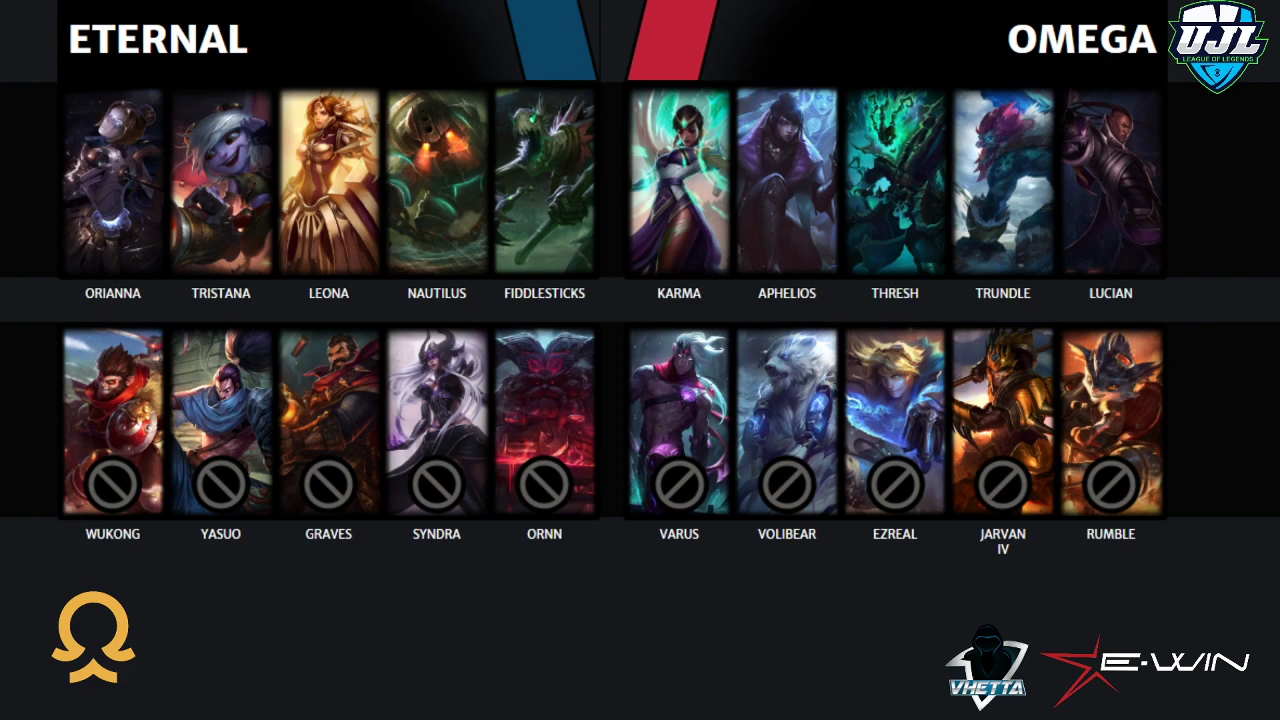 ETERNAL
OMEGA
UJL
LEAGUE OF LEGENDS
ORIANNA
TRISTANA
LEONA
NAUTILUS
FIDDLESTICKS
KARMA
APHELIOS
THRESH
TRUNDLE
LUCIAN
WUKONG
YASUO
GRAVES
SYNDRA
ORNN
VARUS
VOLIBEAR
EZREAL
JARVAN
IV
RUMBLE
VHETTA
E-WIN